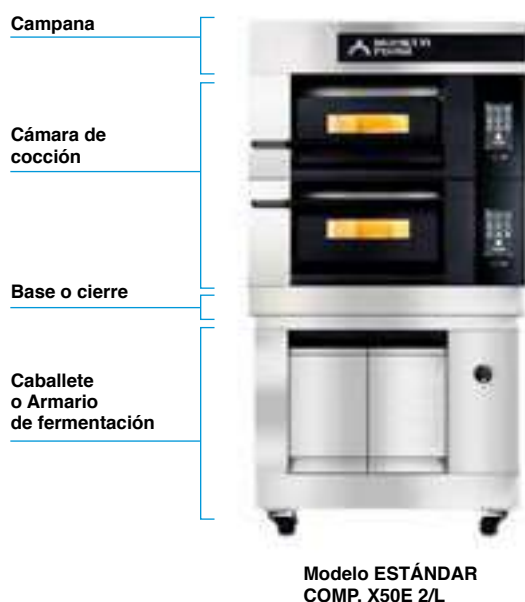 Campana
Cámara de
cocción
Base o cierre
Caballete
o Armario
de fermentación
Modelo ESTÁNDAR
COMP. X50E 2/L